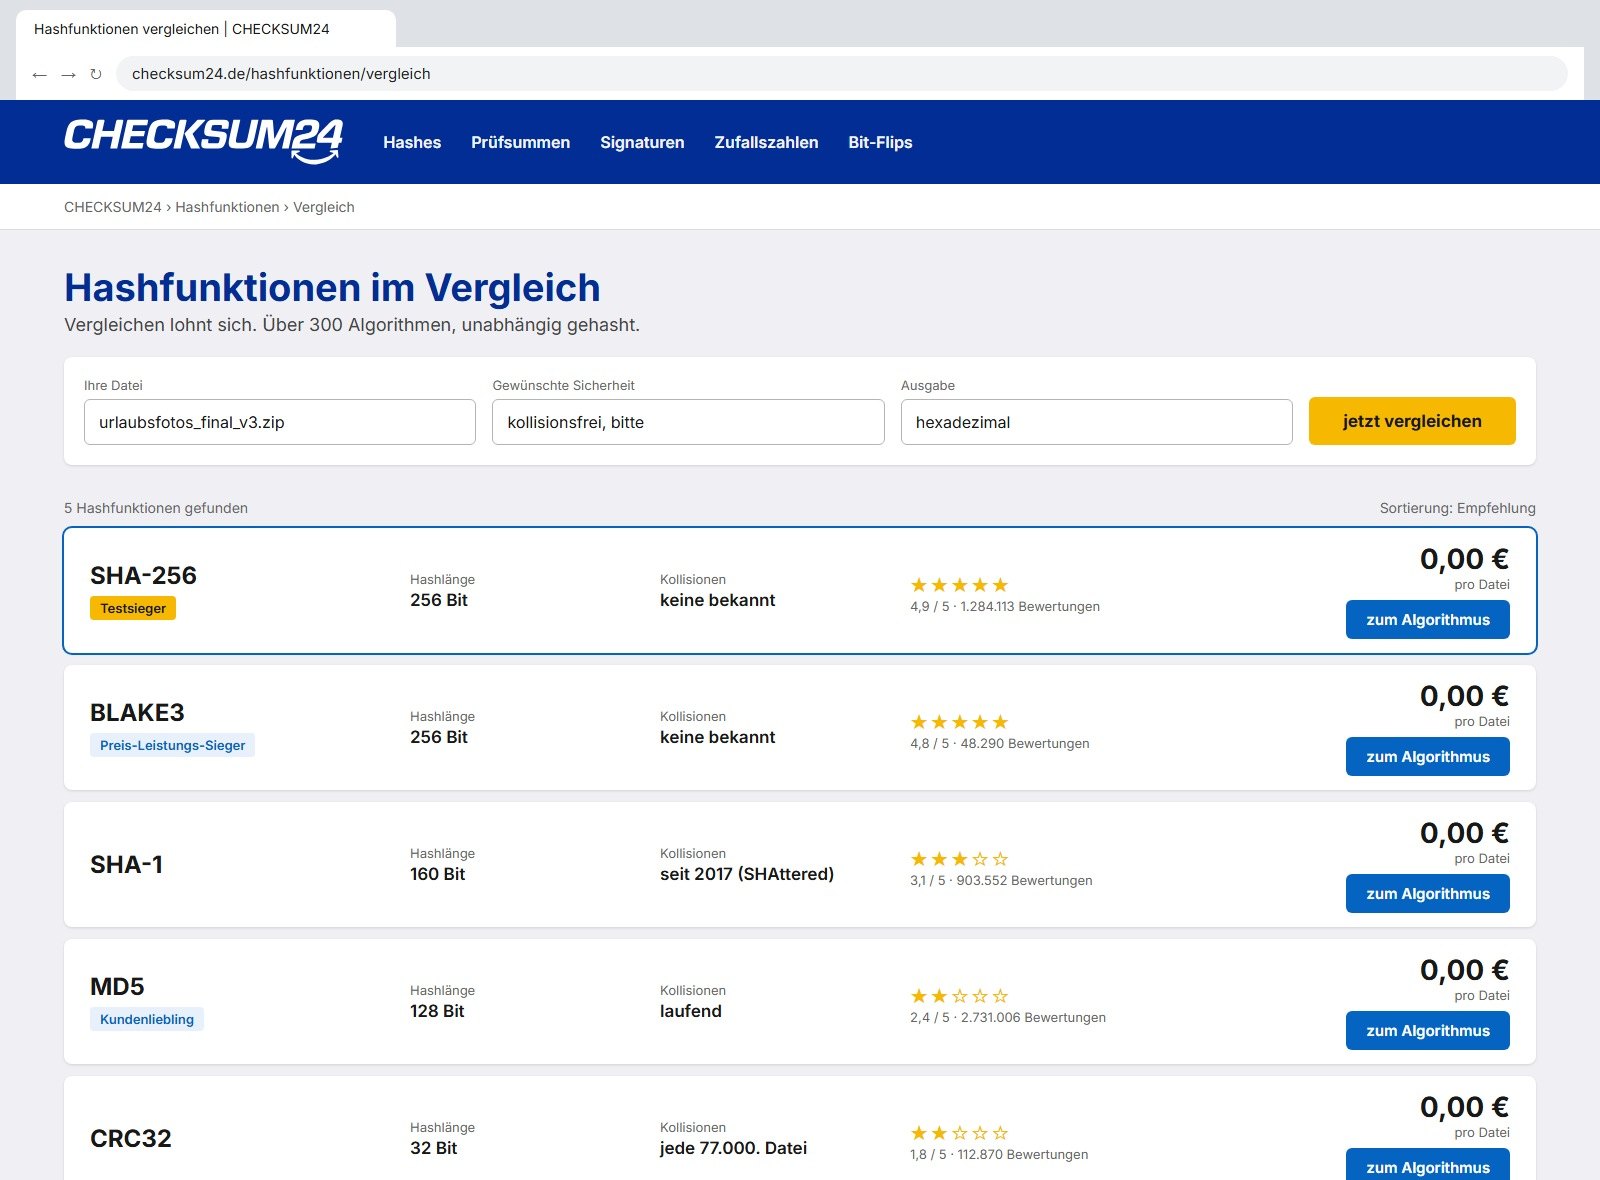 Hashfunktionen vergleichen | CHECKSUM24
← → ↻ checksum24.de/hashfunktionen/vergleich
CHECKSUM24 Hashes Prüfsummen Signaturen Zufallszahlen Bit-Flips
CHECKSUM24 › Hashfunktionen › Vergleich
Hashfunktionen im Vergleich
Vergleichen lohnt sich. Über 300 Algorithmen, unabhängig gehasht.
Ihre Datei Gewünschte Sicherheit Ausgabe
urlaubsfotos_final_v3.zip kollisionsfrei, bitte hexadezimal jetzt vergleichen
5 Hashfunktionen gefunden Sortierung: Empfehlung
SHA-256
Testsieger
Hashlänge
256 Bit
Kollisionen
keine bekannt
★★★★★
4,9 / 5 · 1.284.113 Bewertungen
0,00 €
pro Datei
zum Algorithmus
BLAKE3
Preis-Leistungs-Sieger
Hashlänge
256 Bit
Kollisionen
keine bekannt
★★★★★
4,8 / 5 · 48.290 Bewertungen
0,00 €
pro Datei
zum Algorithmus
SHA-1
Hashlänge
160 Bit
Kollisionen
seit 2017 (SHAttered)
★★★☆☆
3,1 / 5 · 903.552 Bewertungen
0,00 €
pro Datei
zum Algorithmus
MD5
Kundenliebling
Hashlänge
128 Bit
Kollisionen
laufend
★★☆☆☆
2,4 / 5 · 2.731.006 Bewertungen
0,00 €
pro Datei
zum Algorithmus
CRC32
Hashlänge
32 Bit
Kollisionen
jede 77.000. Datei
★★☆☆☆
1,8 / 5 · 112.870 Bewertungen
0,00 €
pro Datei
zum Algorithmus